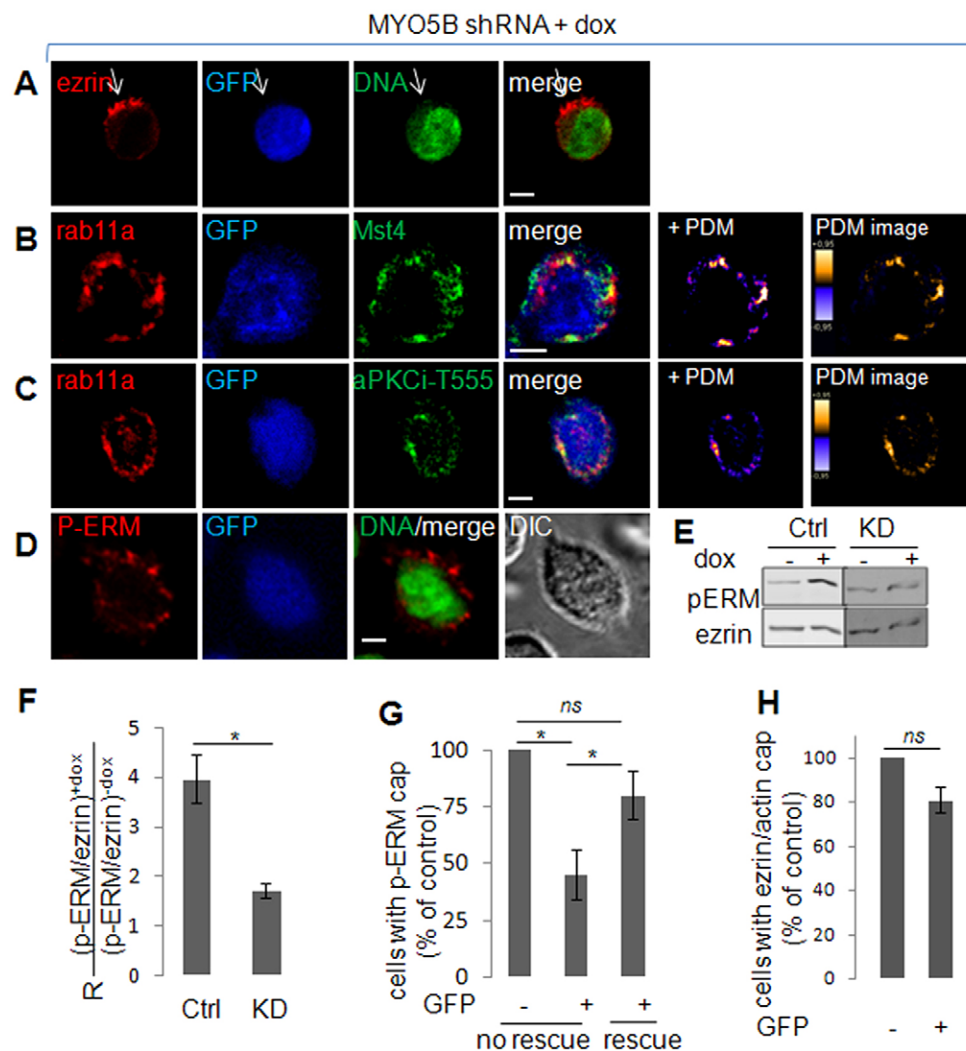 MYO5B shRNA + dox
A
ezrin
GFP
DNA
merge
B
rab11a
GFP
Mst4
merge
+ PDM
PDM image
+0,95
-0,95
C
rab11a
GFP
aPKCi-T555
merge
+ PDM
PDM image
+0,95
-0,95
D
P-ERM
GFP
DNA/merge
DIC
E
Ctrl KD
dox - + - +
pERM
ezrin
F
R (p-ERM/ezrin)+dox
(p-ERM/ezrin)-dox
5
4
3
2
1
0
*
Ctrl KD
G
cells with p-ERM cap
(% of control)
100
75
50
25
0
ns
* *
GFP - + +
no rescue rescue
H
cells with ezrin/actin cap
(% of control)
100
80
60
40
20
0
ns
GFP - +